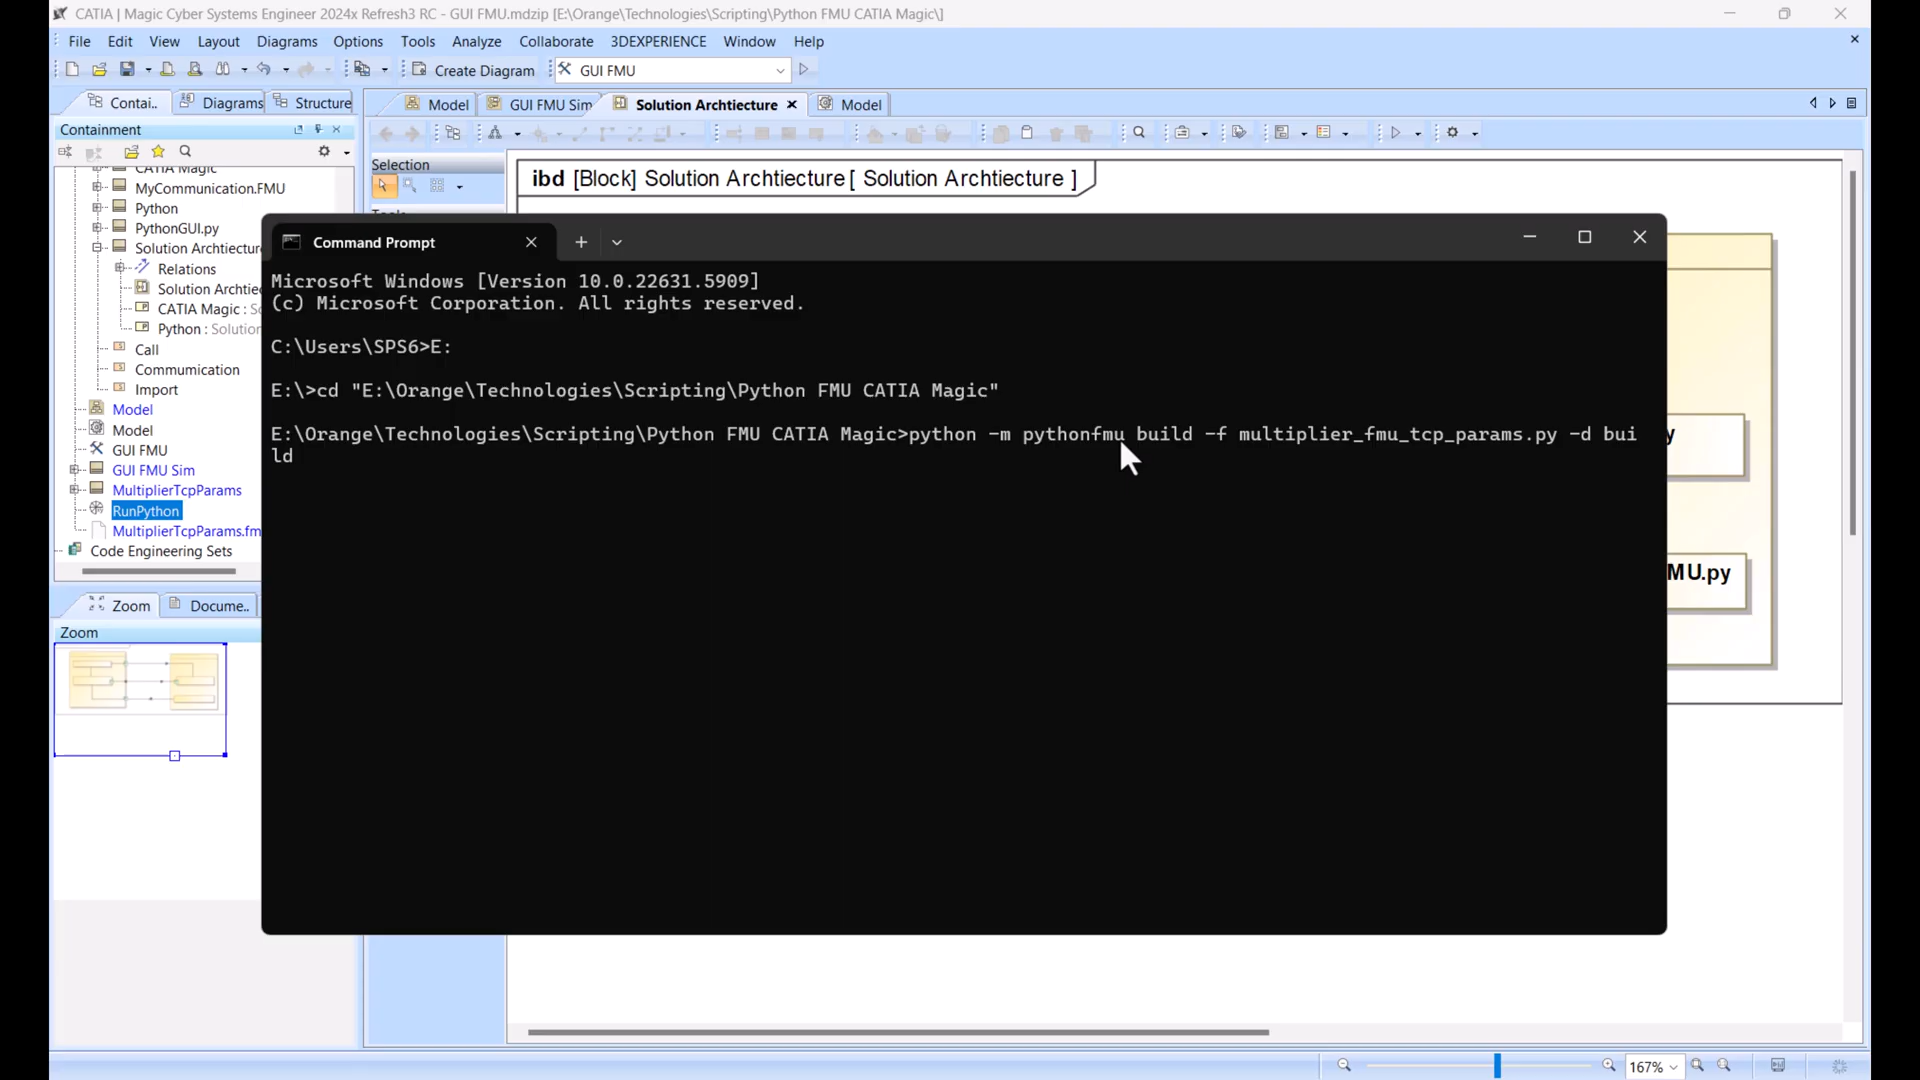 CATIA | Magic Cyber Systems Engineer 2024x Refresh3 RC - GUI FMU.mdzip [E:\Orange\Technologies\Scripting\Python FMU CATIA Magic\]
File Edit View Layout Diagrams Options Tools Analyze Collaborate 3DEXPERIENCE Window Help
Create Diagram GUI FMU
Contai.. Diagrams Structure
Model GUI FMU Sim Solution Archtiecture Model
Containment
Selection
ibd [Block] Solution Archtiecture [ Solution Archtiecture ]
CATIA Magic
MyCommunication.FMU
Python
PythonGUI.py
Solution Archtiecture
Relations
Solution Archtie
CATIA Magic : So
Python : Solution
Call
Communication
Import
Model
Model
GUI FMU
GUI FMU Sim
MultiplierTcpParams
RunPython
MultiplierTcpParams.fm
Code Engineering Sets
Zoom Docume..
Zoom
Command Prompt
Microsoft Windows [Version 10.0.22631.5909]
(c) Microsoft Corporation. All rights reserved.
C:\Users\SPS6>E:
E:\>cd "E:\Orange\Technologies\Scripting\Python FMU CATIA Magic"
E:\Orange\Technologies\Scripting\Python FMU CATIA Magic>python -m pythonfmu build -f multiplier_fmu_tcp_params.py -d bui
ld
y
MU.py
167%